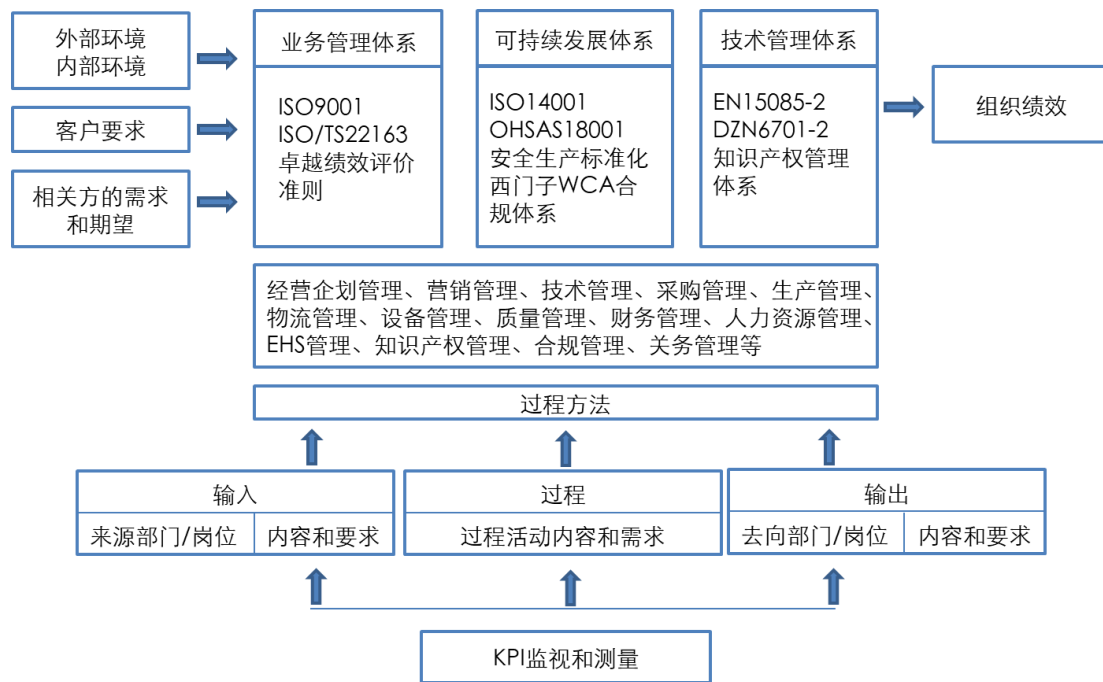 外部环境
内部环境
客户要求
相关方的需求
和期望
业务管理体系
ISO9001
ISO/TS22163
卓越绩效评价
准则
可持续发展体系
ISO14001
OHSAS18001
安全生产标准化
西门子WCA合
规体系
技术管理体系
EN15085-2
DZN6701-2
知识产权管理
体系
组织绩效
经营企划管理、营销管理、技术管理、采购管理、生产管理、
物流管理、设备管理、质量管理、财务管理、人力资源管理、
EHS管理、知识产权管理、合规管理、关务管理等
过程方法
输入
来源部门/岗位
内容和要求
过程
过程活动内容和需求
输出
去向部门/岗位
内容和要求
KPI监视和测量